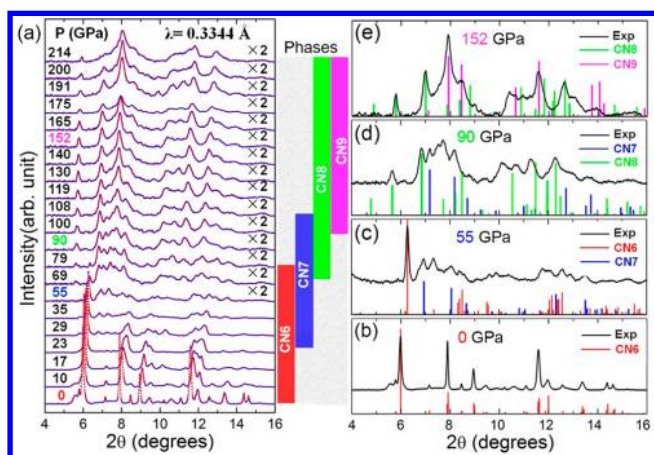 (a)
P (GPa)
λ= 0.3344 Å
214
×2
200
×2
191
×2
175
×2
165
×2
152
×2
140
×2
130
×2
119
×2
108
×2
100
×2
90
×2
79
×2
69
×2
55
×2
35
29
23
17
10
0
Intensity(arb. unit)
4 6 8 10 12 14 16
2θ (degrees)
Phases
CN6
CN7
CN8
CN9
(e)
152 GPa
Exp
CN8
CN9
(d)
90 GPa
Exp
CN7
CN8
(c)
55 GPa
Exp
CN6
CN7
(b)
0 GPa
Exp
CN6
4 6 8 10 12 14 16
2θ (degrees)